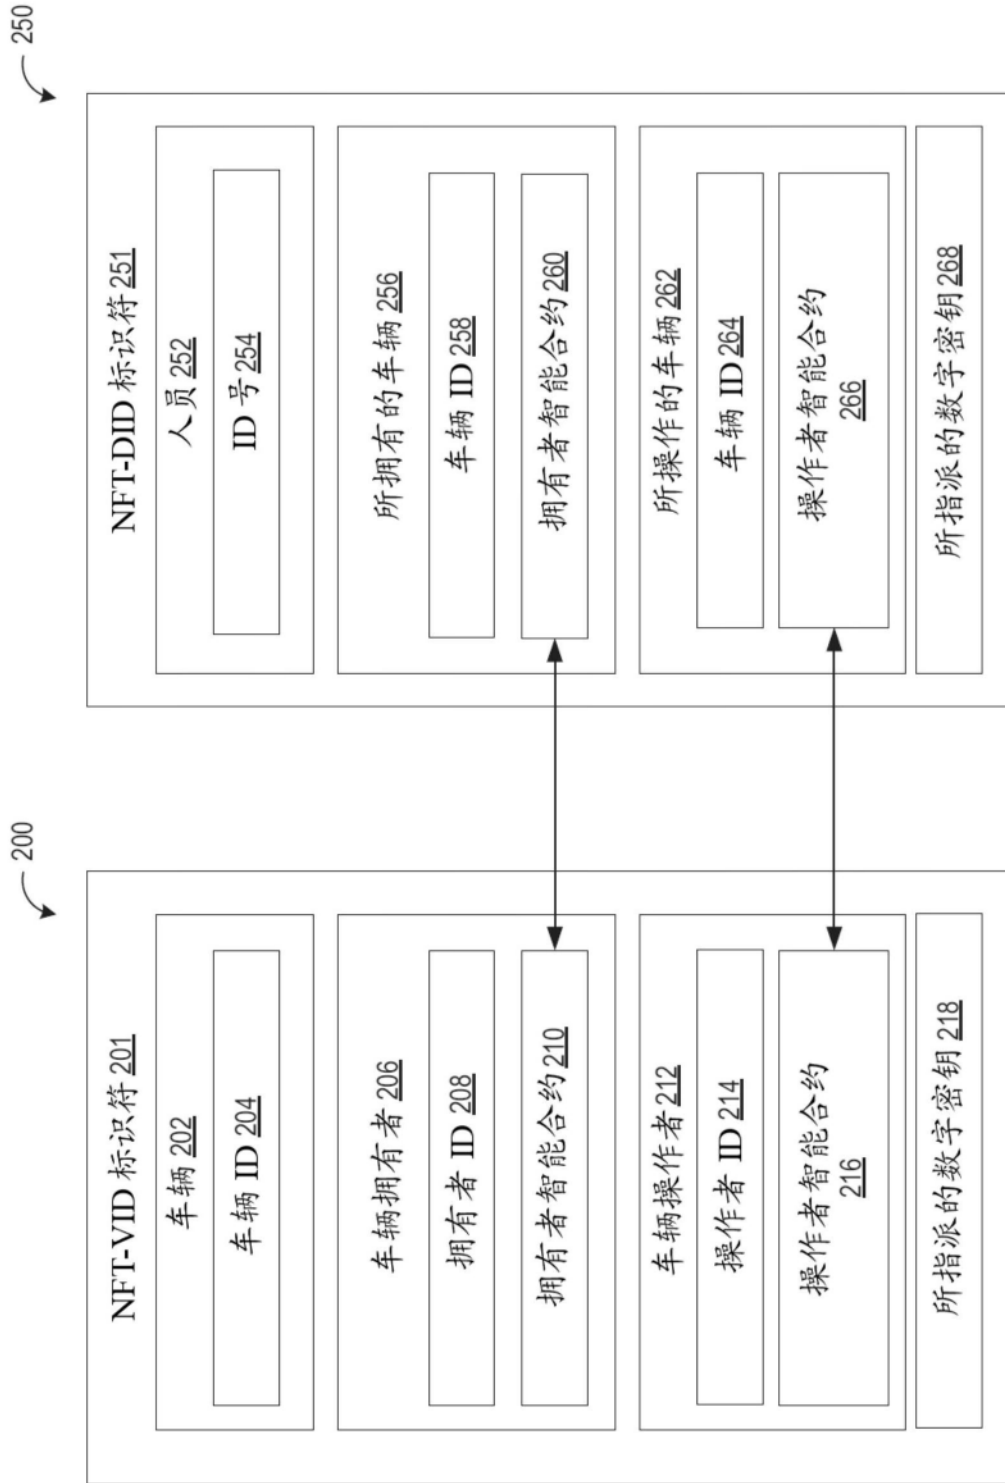 200
NFT-VID 标识符 201
车辆 202
车辆 ID 204
车辆拥有者 206
拥有者 ID 208
拥有者智能合约 210
车辆操作者 212
操作者 ID 214
操作者智能合约
216
所指派的数字密钥 218
250
NFT-DID 标识符 251
人员 252
ID 号 254
所拥有的车辆 256
车辆 ID 258
拥有者智能合约 260
所操作的车辆 262
车辆 ID 264
操作者智能合约
266
所指派的数字密钥 268